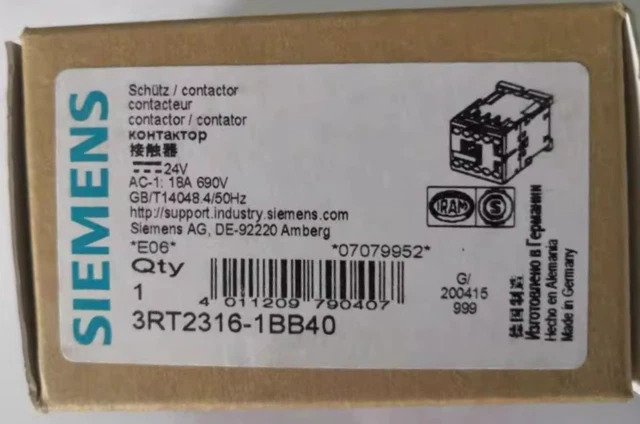 SIEMENS
Schütz / contactor
contacteur
contactor / contator
контактор
接触器
24V
AC-1: 18A 690V
GB/T14048.4/50Hz
http://support.industry.siemens.com
Siemens AG, DE-92220 Amberg
*E06* *07079952*
Qty
1
4 011209 790407
3RT2316-1BB40
IRAM
S
G/
200415
999
德国制造
Изготовлено в Германии
Hecho en Alemania
Made in Germany